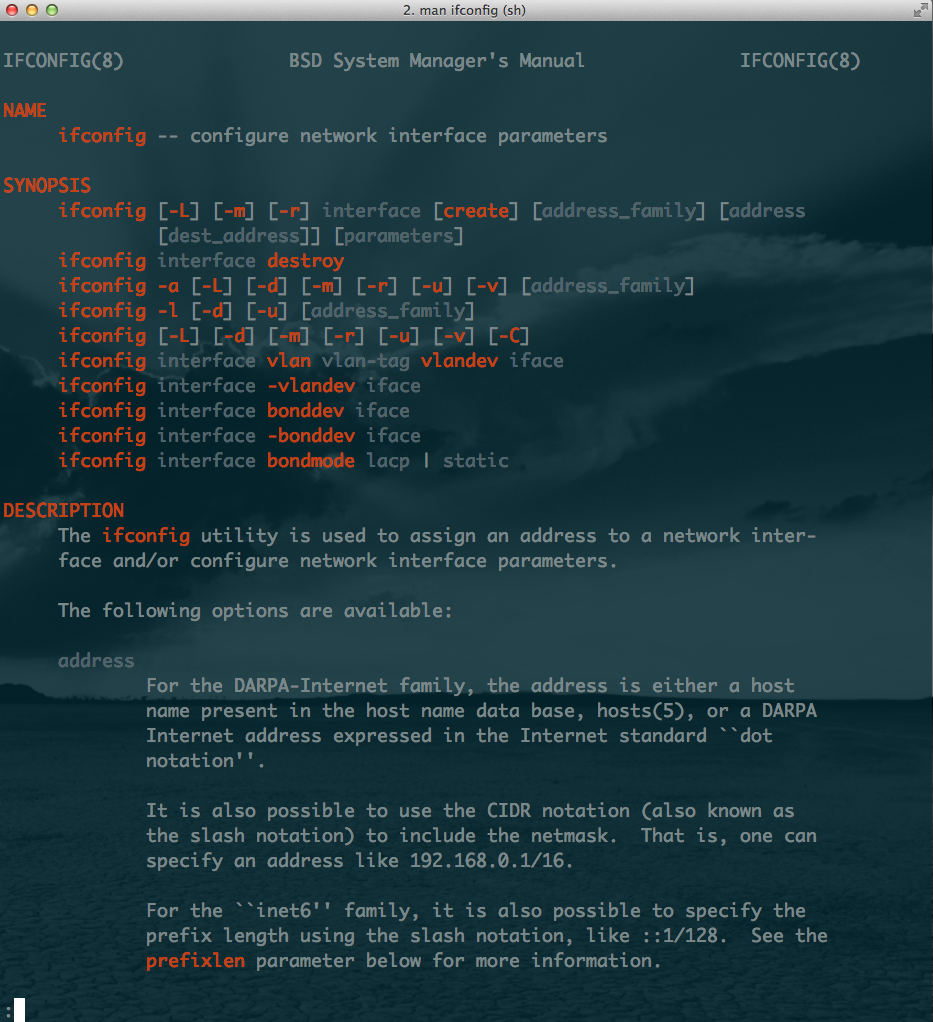 2. man ifconfig (sh)
IFCONFIG(8) BSD System Manager's Manual IFCONFIG(8)
NAME
ifconfig -- configure network interface parameters
SYNOPSIS
ifconfig [-L] [-m] [-r] interface [create] [address_family] [address
[dest_address]] [parameters]
ifconfig interface destroy
ifconfig -a [-L] [-d] [-m] [-r] [-u] [-v] [address_family]
ifconfig -l [-d] [-u] [address_family]
ifconfig [-L] [-d] [-m] [-r] [-u] [-v] [-C]
ifconfig interface vlan vlan-tag vlandev iface
ifconfig interface -vlandev iface
ifconfig interface bonddev iface
ifconfig interface -bonddev iface
ifconfig interface bondmode lacp | static
DESCRIPTION
The ifconfig utility is used to assign an address to a network inter-
face and/or configure network interface parameters.
The following options are available:
address
For the DARPA-Internet family, the address is either a host
name present in the host name data base, hosts(5), or a DARPA
Internet address expressed in the Internet standard ``dot
notation''.
It is also possible to use the CIDR notation (also known as
the slash notation) to include the netmask.  That is, one can
specify an address like 192.168.0.1/16.
For the ``inet6'' family, it is also possible to specify the
prefix length using the slash notation, like ::1/128.  See the
prefixlen parameter below for more information.
: